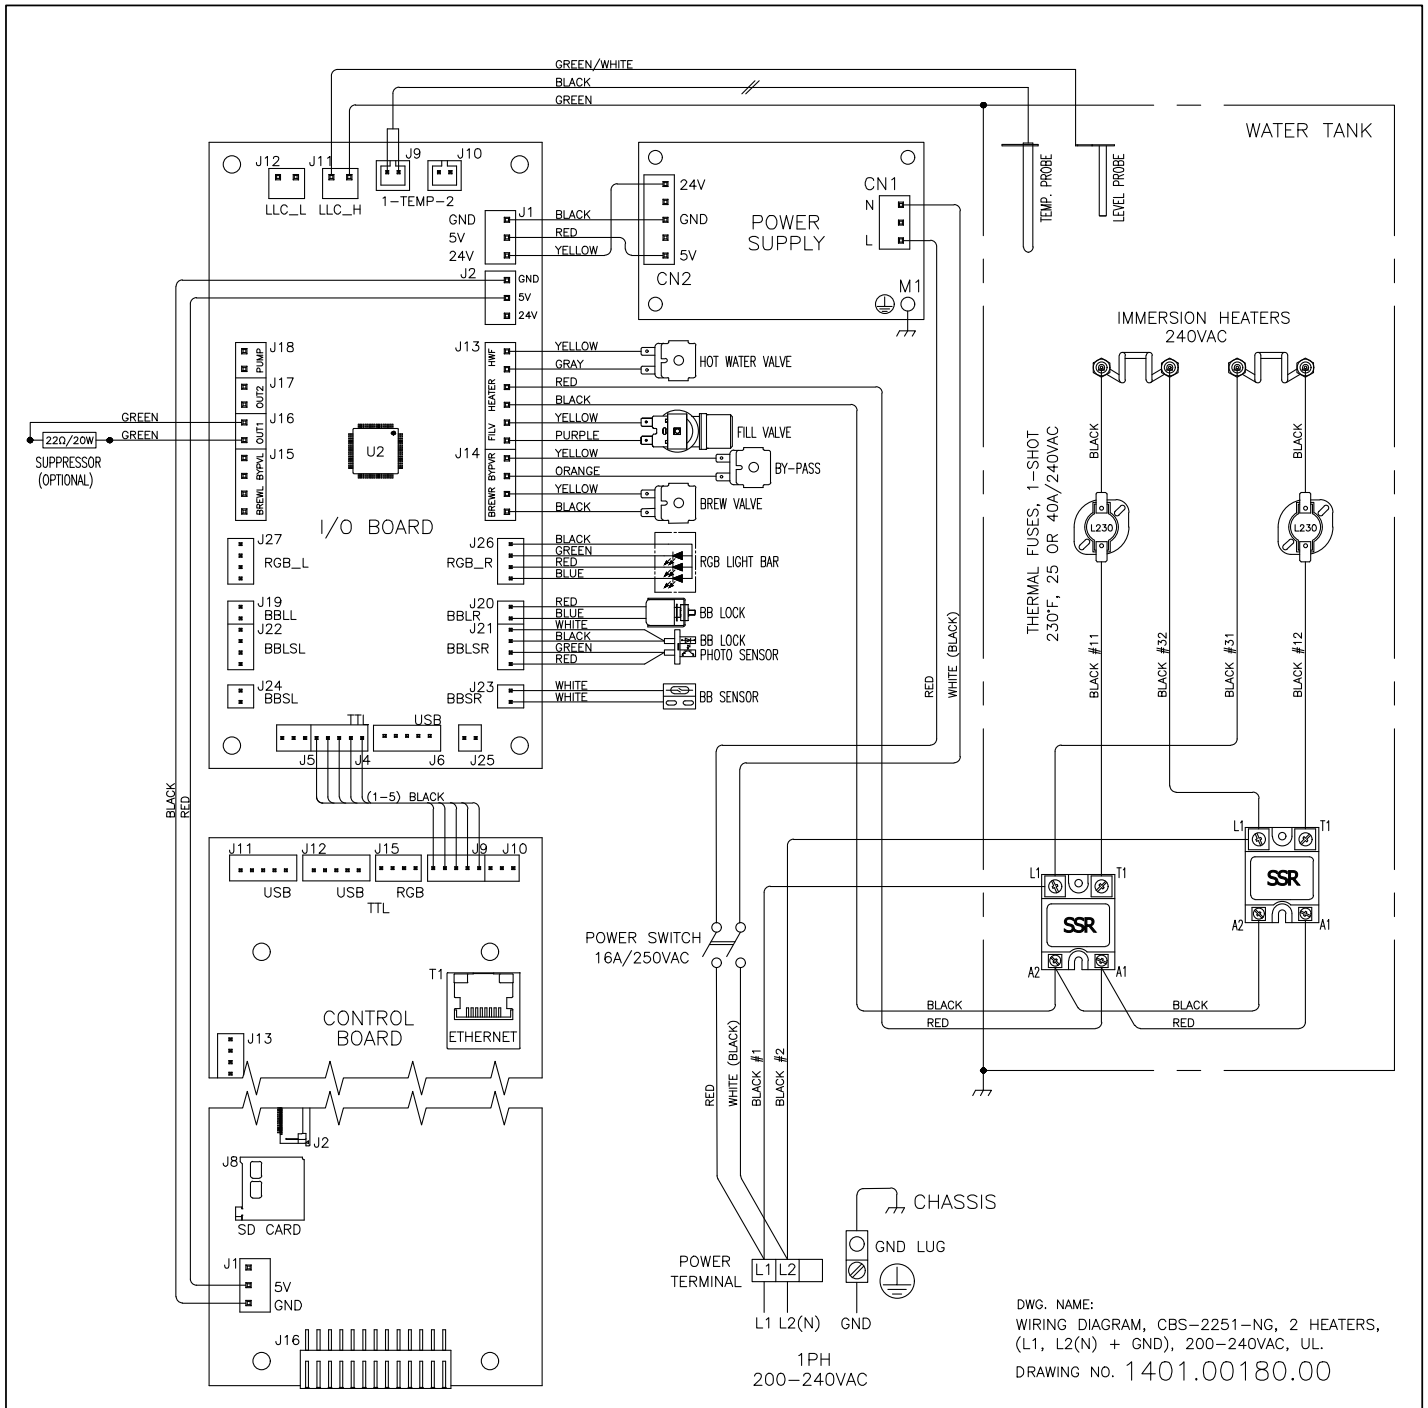 GREEN/WHITE
BLACK
GREEN
WATER TANK
J12
J11
J9
J10
LLC_L
LLC_H
1-TEMP-2
TEMP. PROBE
LEVEL PROBE
GND
5V
24V
J1
BLACK
RED
YELLOW
24V
GND
5V
CN2
POWER
SUPPLY
CN1
N
L
M1
J2
GND
5V
24V
IMMERSION HEATERS
240VAC
J18
PUMP
J17
OUT2
J16
OUT1
J15
BYPVL
BREWL
GREEN
GREEN
22Ω/20W
SUPPRESSOR
(OPTIONAL)
U2
I/O BOARD
J13
HWF
HEATER
FILV
J14
BYPVR
BREWR
YELLOW
GRAY
RED
BLACK
YELLOW
PURPLE
YELLOW
ORANGE
YELLOW
BLACK
HOT WATER VALVE
FILL VALVE
BY-PASS
BREW VALVE
J27
RGB_L
J26
RGB_R
BLACK
GREEN
RED
BLUE
RGB LIGHT BAR
J19
BBLL
J22
BBLSL
J20
BBLR
J21
BBLSR
RED
BLUE
WHITE
BLACK
GREEN
RED
BB LOCK
BB LOCK
PHOTO SENSOR
J24
BBSL
J23
BBSR
WHITE
WHITE
BB SENSOR
TTL
USB
J5
J4
J6
J25
(1-5) BLACK
BLACK
RED
THERMAL FUSES, 1-SHOT
230°F, 25 OR 40A/240VAC
BLACK
BLACK
L230
L230
BLACK #11
BLACK #32
BLACK #31
BLACK #12
RED
WHITE (BLACK)
L1
T1
SSR
A2
A1
L1
T1
SSR
A2
A1
BLACK
RED
BLACK
RED
J11
J12
J15
J9
J10
USB
USB
RGB
TTL
T1
ETHERNET
CONTROL
BOARD
J13
J2
J8
SD CARD
J1
5V
GND
J16
POWER SWITCH
16A/250VAC
RED
WHITE (BLACK)
BLACK #1
BLACK #2
CHASSIS
GND LUG
POWER
TERMINAL
L1
L2
L1
L2(N)
GND
1PH
200-240VAC
DWG. NAME:
WIRING DIAGRAM, CBS-2251-NG, 2 HEATERS,
(L1, L2(N) + GND), 200-240VAC, UL.
DRAWING NO. 1401.00180.00